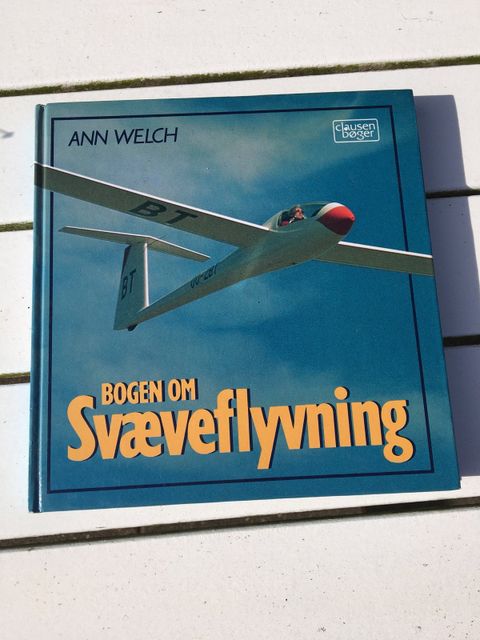 ANN WELCH
clausen
bøger
BT
BT
BOGEN OM
Svæveflyvning